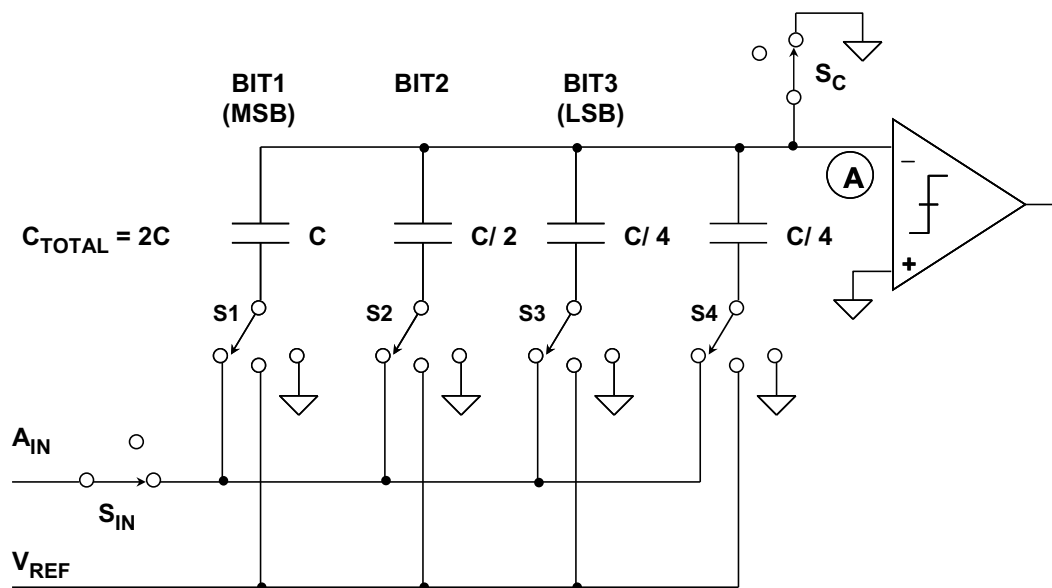 BIT1
(MSB)
BIT2
BIT3
(LSB)
S_C
A
–
+
C_TOTAL = 2C
C
C/ 2
C/ 4
C/ 4
S1
S2
S3
S4
A_IN
S_IN
V_REF